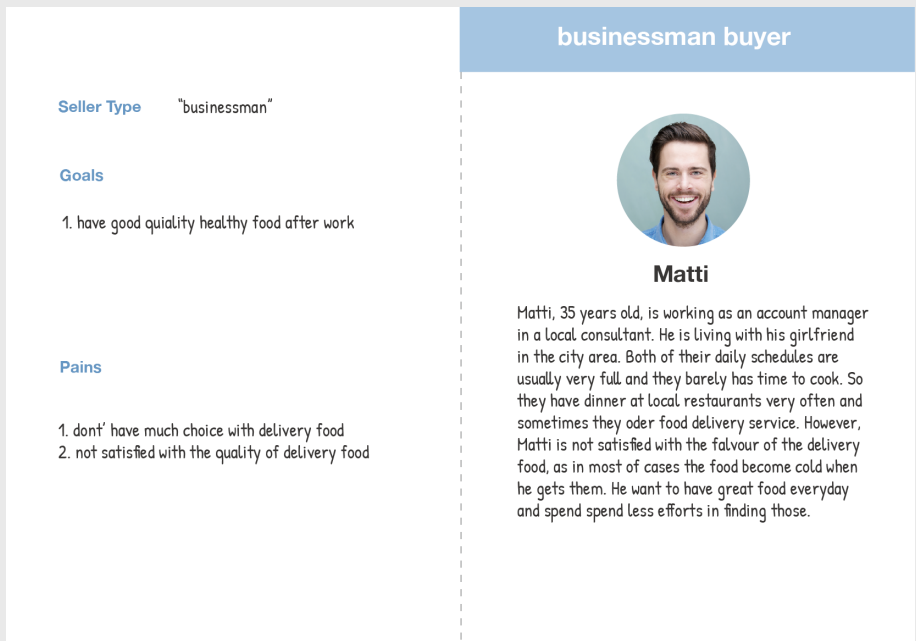 businessman buyer
Seller Type "businessman"
Goals
1. have good quiality healthy food after work
Pains
1. dont' have much choice with delivery food
2. not satisfied with the quality of delivery food
Matti
Matti, 35 years old, is working as an account manager
in a local consultant. He is living with his girlfriend
in the city area. Both of their daily schedules are
usually very full and they barely has time to cook. So
they have dinner at local restaurants very often and
sometimes they oder food delivery service. However,
Matti is not satisfied with the falvour of the delivery
food, as in most of cases the food become cold when
he gets them. He want to have great food everyday
and spend spend less efforts in finding those.